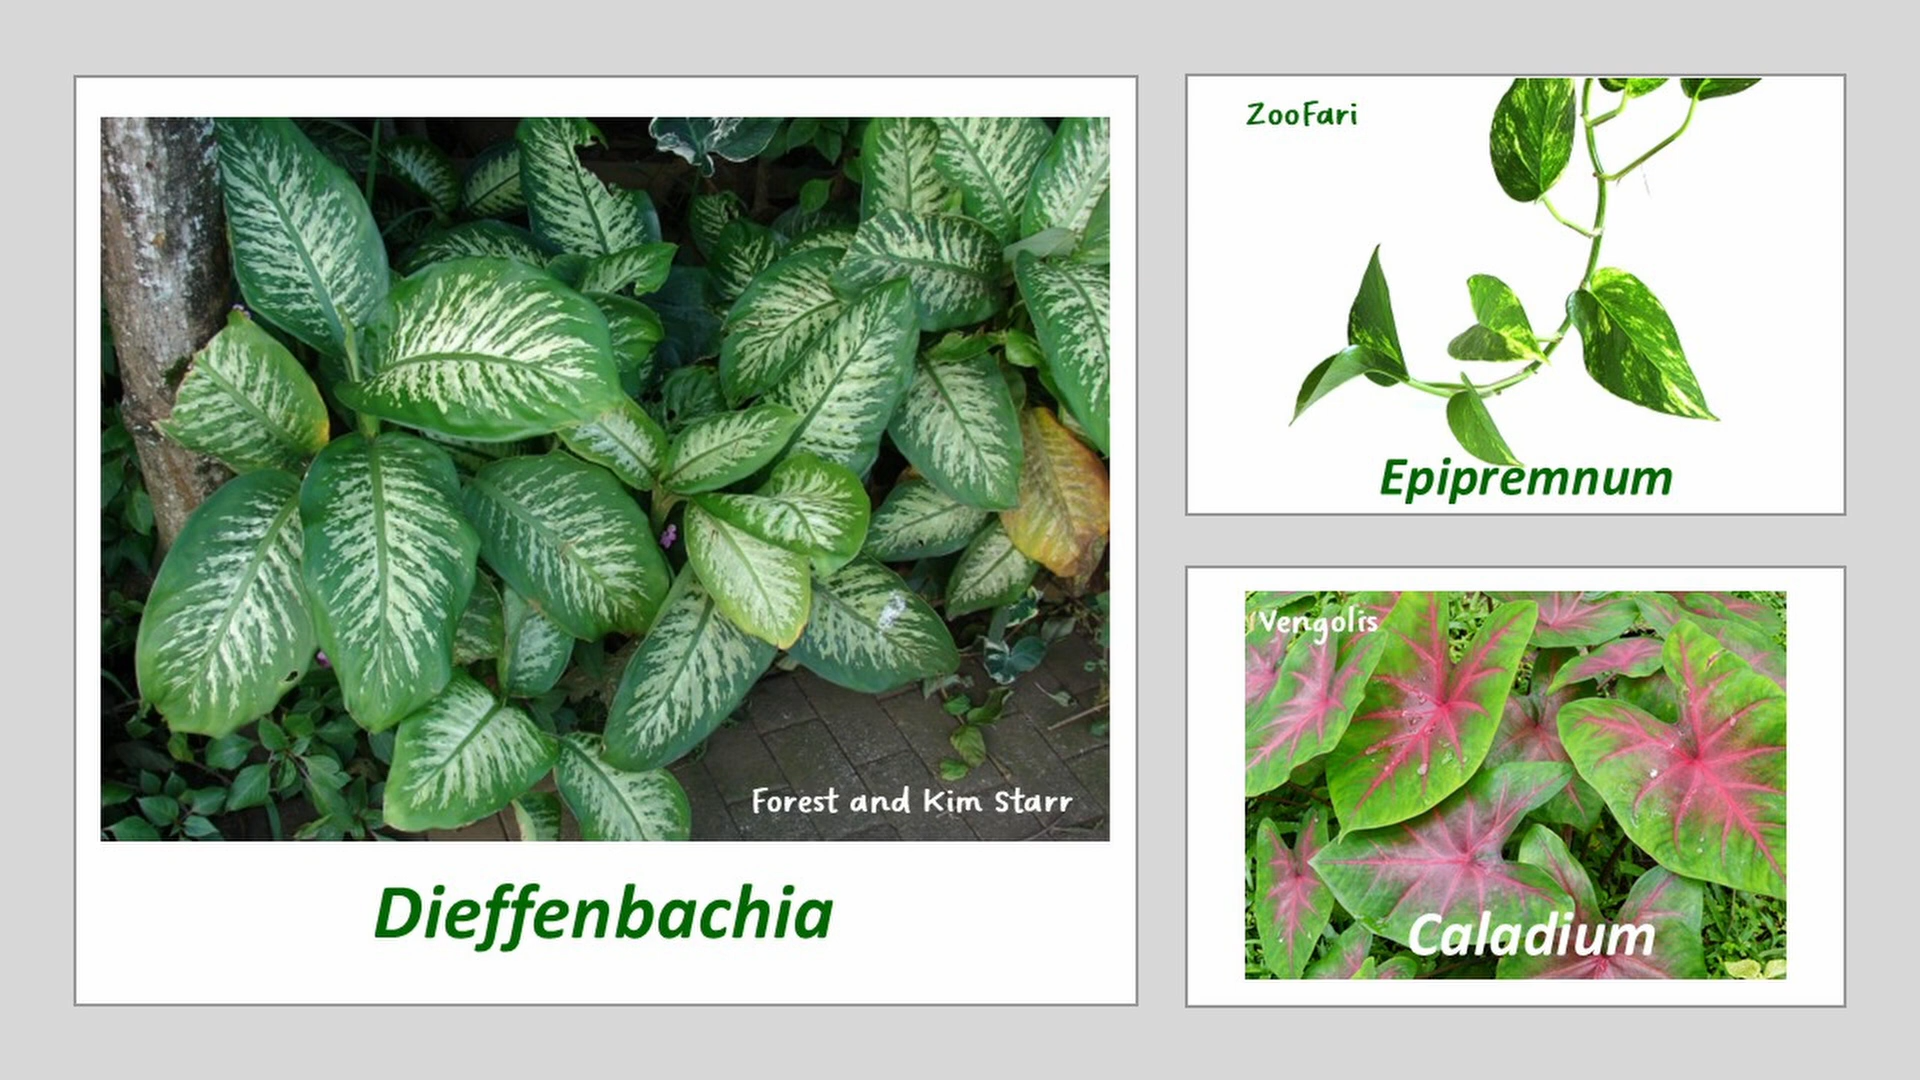 Forest and Kim Starr
Dieffenbachia
ZooFari
Epipremnum
Vengolis
Caladium